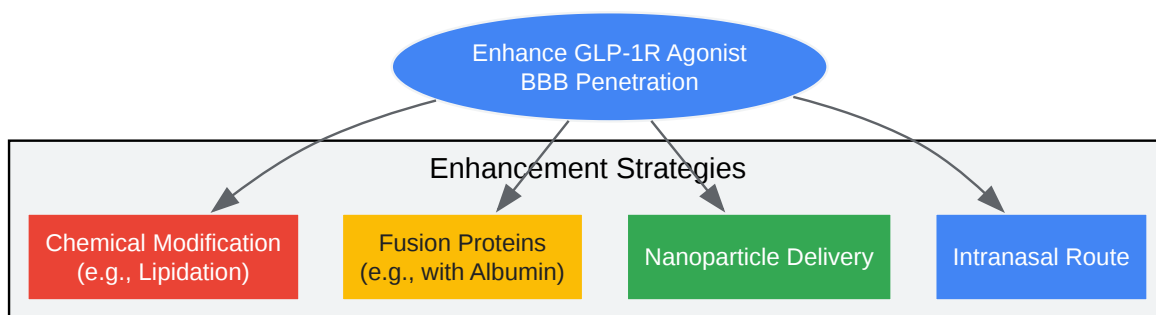 Enhance GLP-1R Agonist
BBB Penetration
Enhancement Strategies
Chemical Modification
(e.g., Lipidation)
Fusion Proteins
(e.g., with Albumin)
Nanoparticle Delivery
Intranasal Route